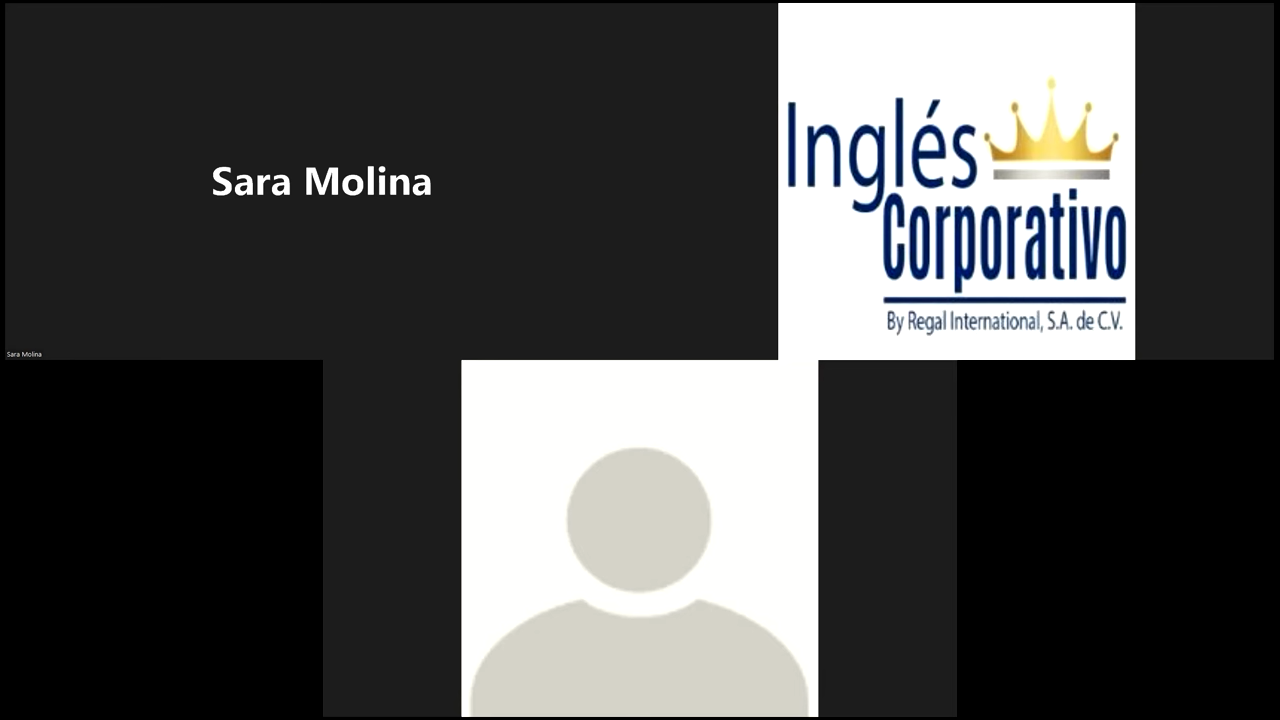 Sara Molina
Inglés
Corporativo
By Regal International, S.A. de C.V.
Sara Molina